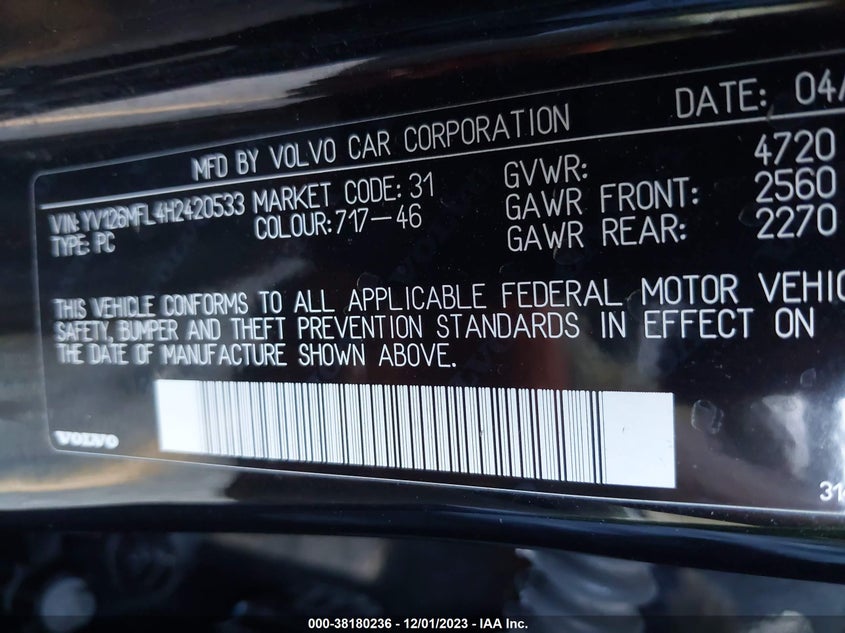 DATE: 04/
MFD BY VOLVO CAR CORPORATION
VIN: YV126MFL4H2420533 MARKET CODE: 31 GVWR: 4720
TYPE: PC COLOUR: 717-46 GAWR FRONT: 2560
GAWR REAR: 2270
THIS VEHICLE CONFORMS TO ALL APPLICABLE FEDERAL MOTOR VEHIC
SAFETY, BUMPER AND THEFT PREVENTION STANDARDS IN EFFECT ON
THE DATE OF MANUFACTURE SHOWN ABOVE.
VOLVO
000-38180236 - 12/01/2023 - IAA Inc.